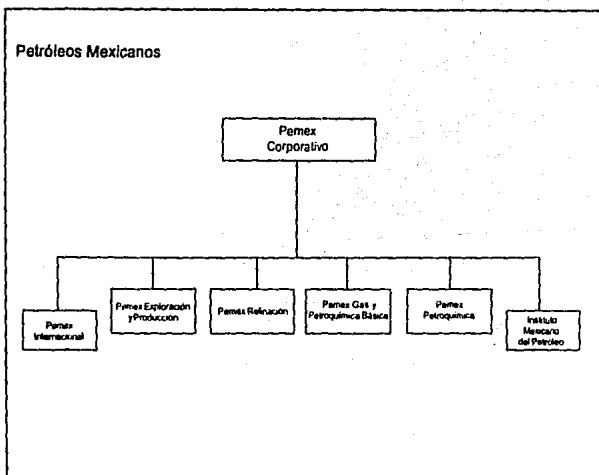 Petróleos Mexicanos
Pemex
Corporativo
Pemex
Internacional
Pemex Exploración
y Producción
Pemex Refinación
Pemex Gas y
Petroquímica Básica
Pemex
Petroquímica
Instituto
Mexicano
del Petróleo